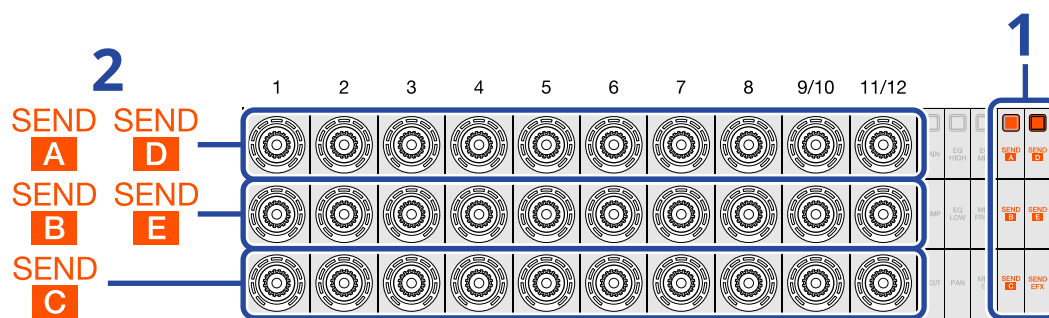 1
2
1 2 3 4 5 6 7 8 9/10 11/12
SEND SEND
A D
EQ HIGH
SEND A SEND D
SEND SEND
B E
EQ LOW
SEND B SEND E
SEND
C
PAN
SEND C SEND EFX